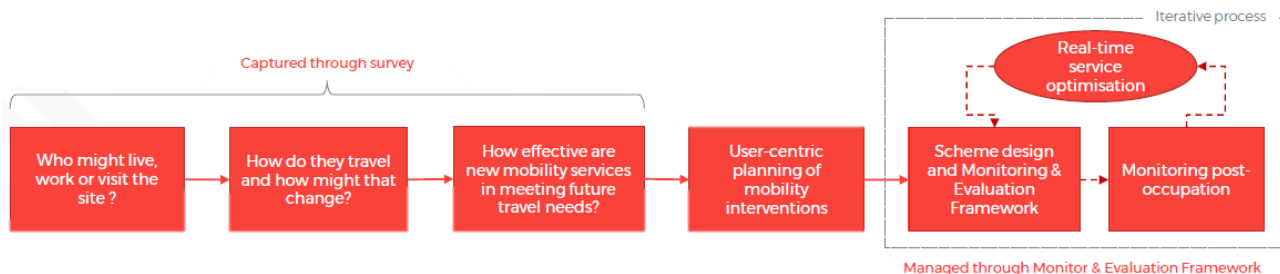 Iterative process
Captured through survey
Real-time
service
optimisation
Who might live,
work or visit the
site ?
How do they travel
and how might that
change?
How effective are
new mobility services
in meeting future
travel needs?
User-centric
planning of
mobility
interventions
Scheme design
and Monitoring &
Evaluation
Framework
Monitoring post-
occupation
Managed through Monitor & Evaluation Framework